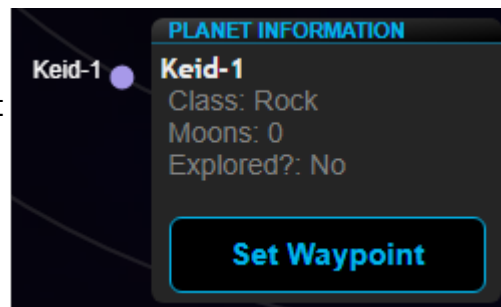 PLANET INFORMATION
Keid-1
Keid-1
Class: Rock
Moons: 0
Explored?: No
Set Waypoint